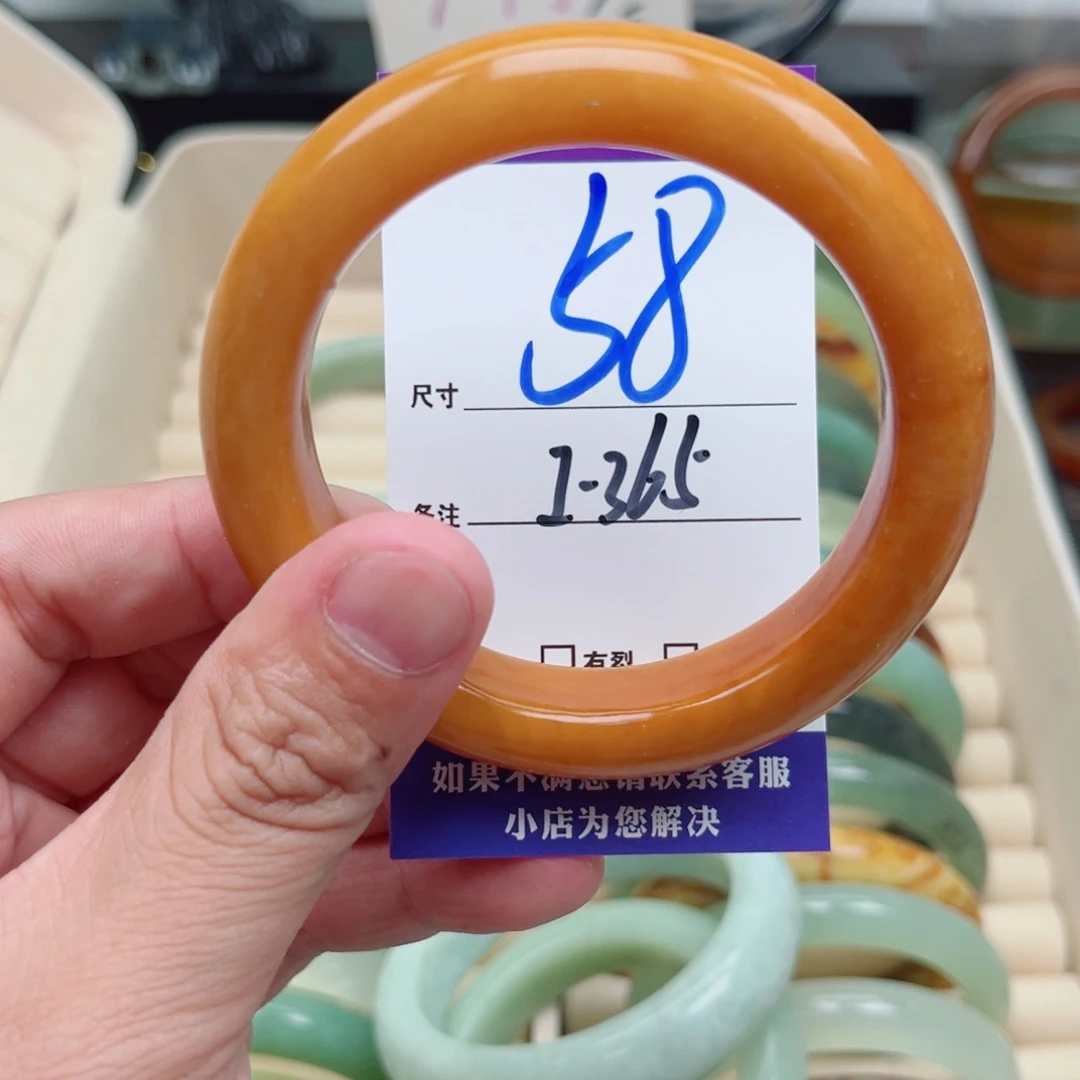 58
尺寸
1-365
备注
有裂
如果不满意请联系客服
小店为您解决